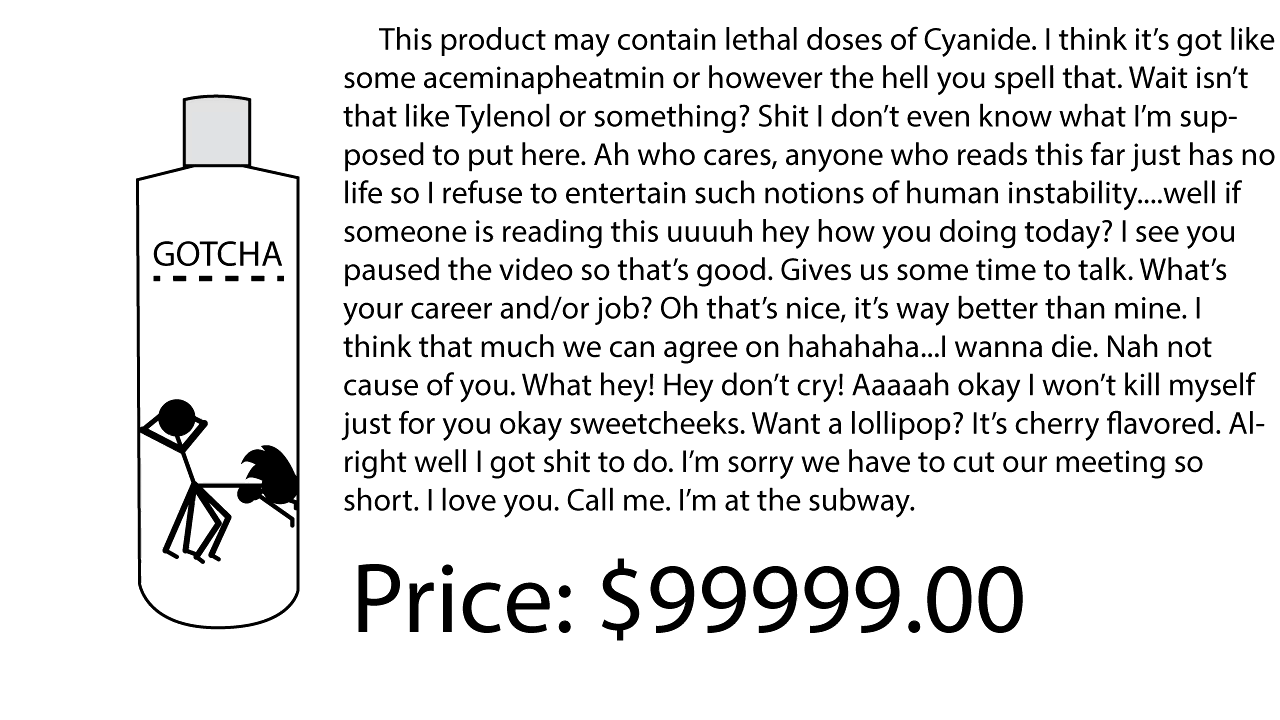 GOTCHA
This product may contain lethal doses of Cyanide. I think it's got like
some aceminapheatmin or however the hell you spell that. Wait isn't
that like Tylenol or something? Shit I don't even know what I'm sup-
posed to put here. Ah who cares, anyone who reads this far just has no
life so I refuse to entertain such notions of human instability....well if
someone is reading this uuuuh hey how you doing today? I see you
paused the video so that's good. Gives us some time to talk. What's
your career and/or job? Oh that's nice, it's way better than mine. I
think that much we can agree on hahahaha...I wanna die. Nah not
cause of you. What hey! Hey don't cry! Aaaaah okay I won't kill myself
just for you okay sweetcheeks. Want a lollipop? It's cherry flavored. Al-
right well I got shit to do. I'm sorry we have to cut our meeting so
short. I love you. Call me. I'm at the subway.
Price: $99999.00